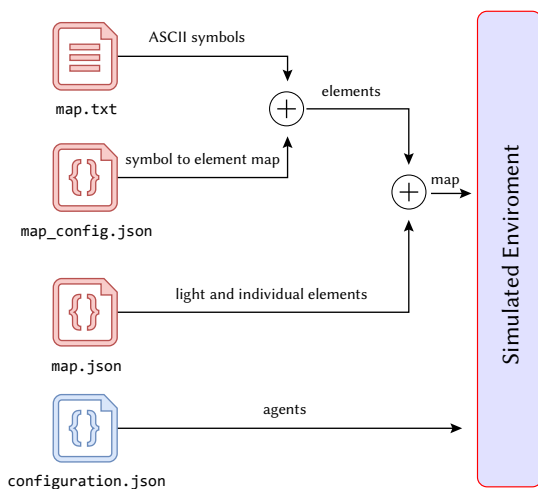 ASCII symbols
map.txt
elements
symbol to element map
map_config.json
map
light and individual elements
map.json
agents
configuration.json
Simulated Enviroment